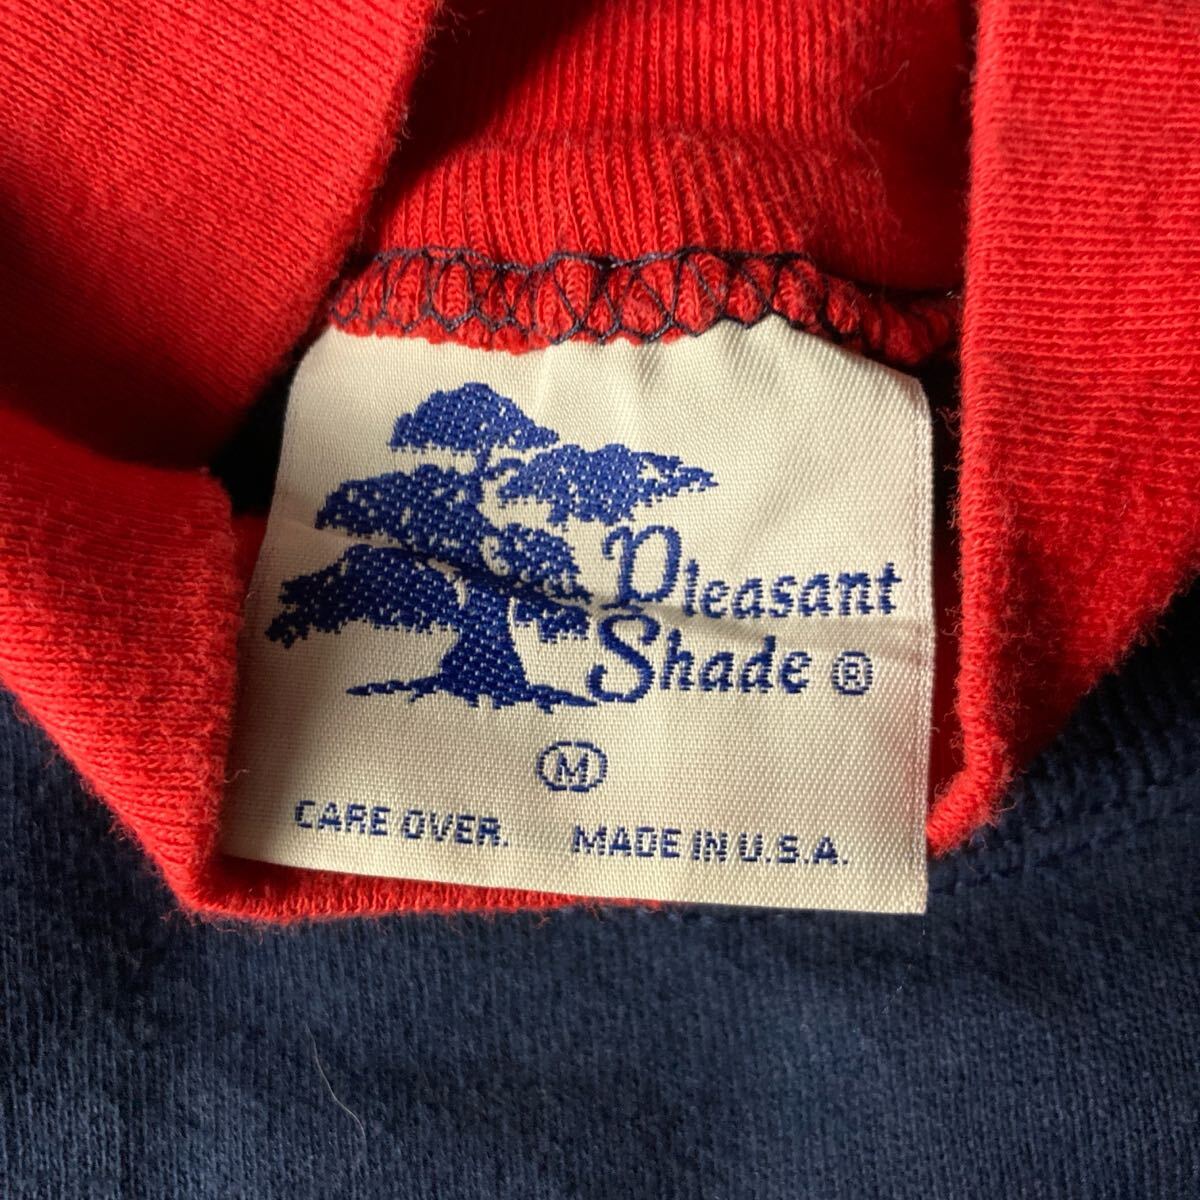 Pleasant
Shade ®
M
CARE OVER. MADE IN U.S.A.